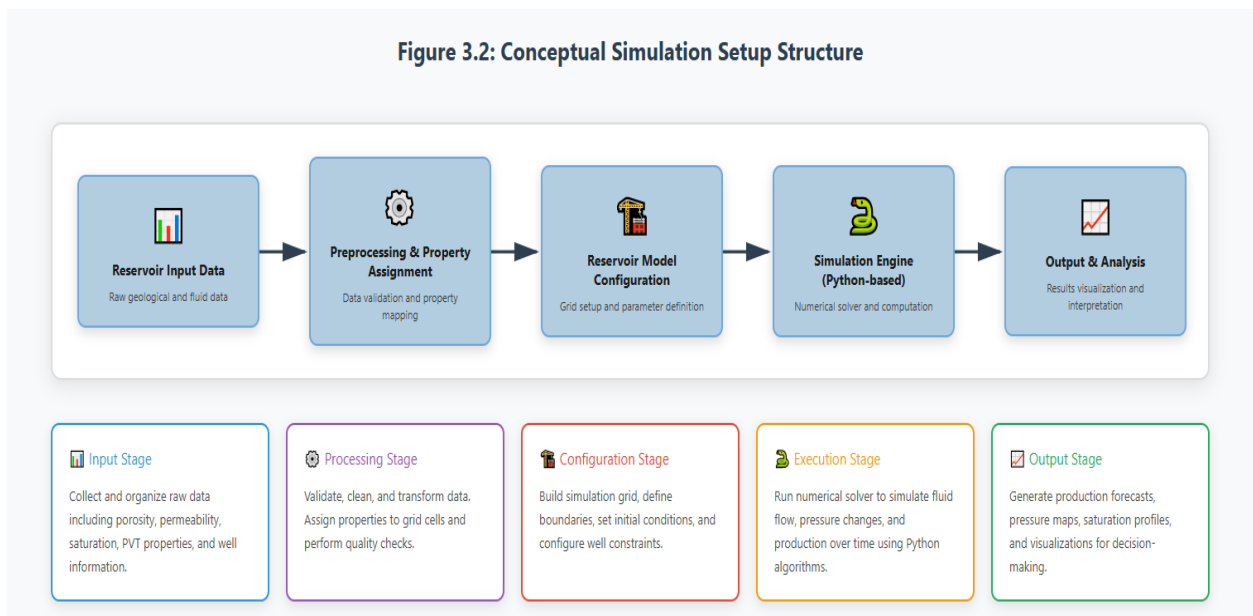 Figure 3.2: Conceptual Simulation Setup Structure
Reservoir Input Data
Raw geological and fluid data
Preprocessing & Property
Assignment
Data validation and property
mapping
Reservoir Model
Configuration
Grid setup and parameter definition
Simulation Engine
(Python-based)
Numerical solver and computation
Output & Analysis
Results visualization and
interpretation
Input Stage
Collect and organize raw data
including porosity, permeability,
saturation, PVT properties, and well
information.
Processing Stage
Validate, clean, and transform data.
Assign properties to grid cells and
perform quality checks.
Configuration Stage
Build simulation grid, define
boundaries, set initial conditions, and
configure well constraints.
Execution Stage
Run numerical solver to simulate fluid
flow, pressure changes, and
production over time using Python
algorithms.
Output Stage
Generate production forecasts,
pressure maps, saturation profiles,
and visualizations for decision-
making.